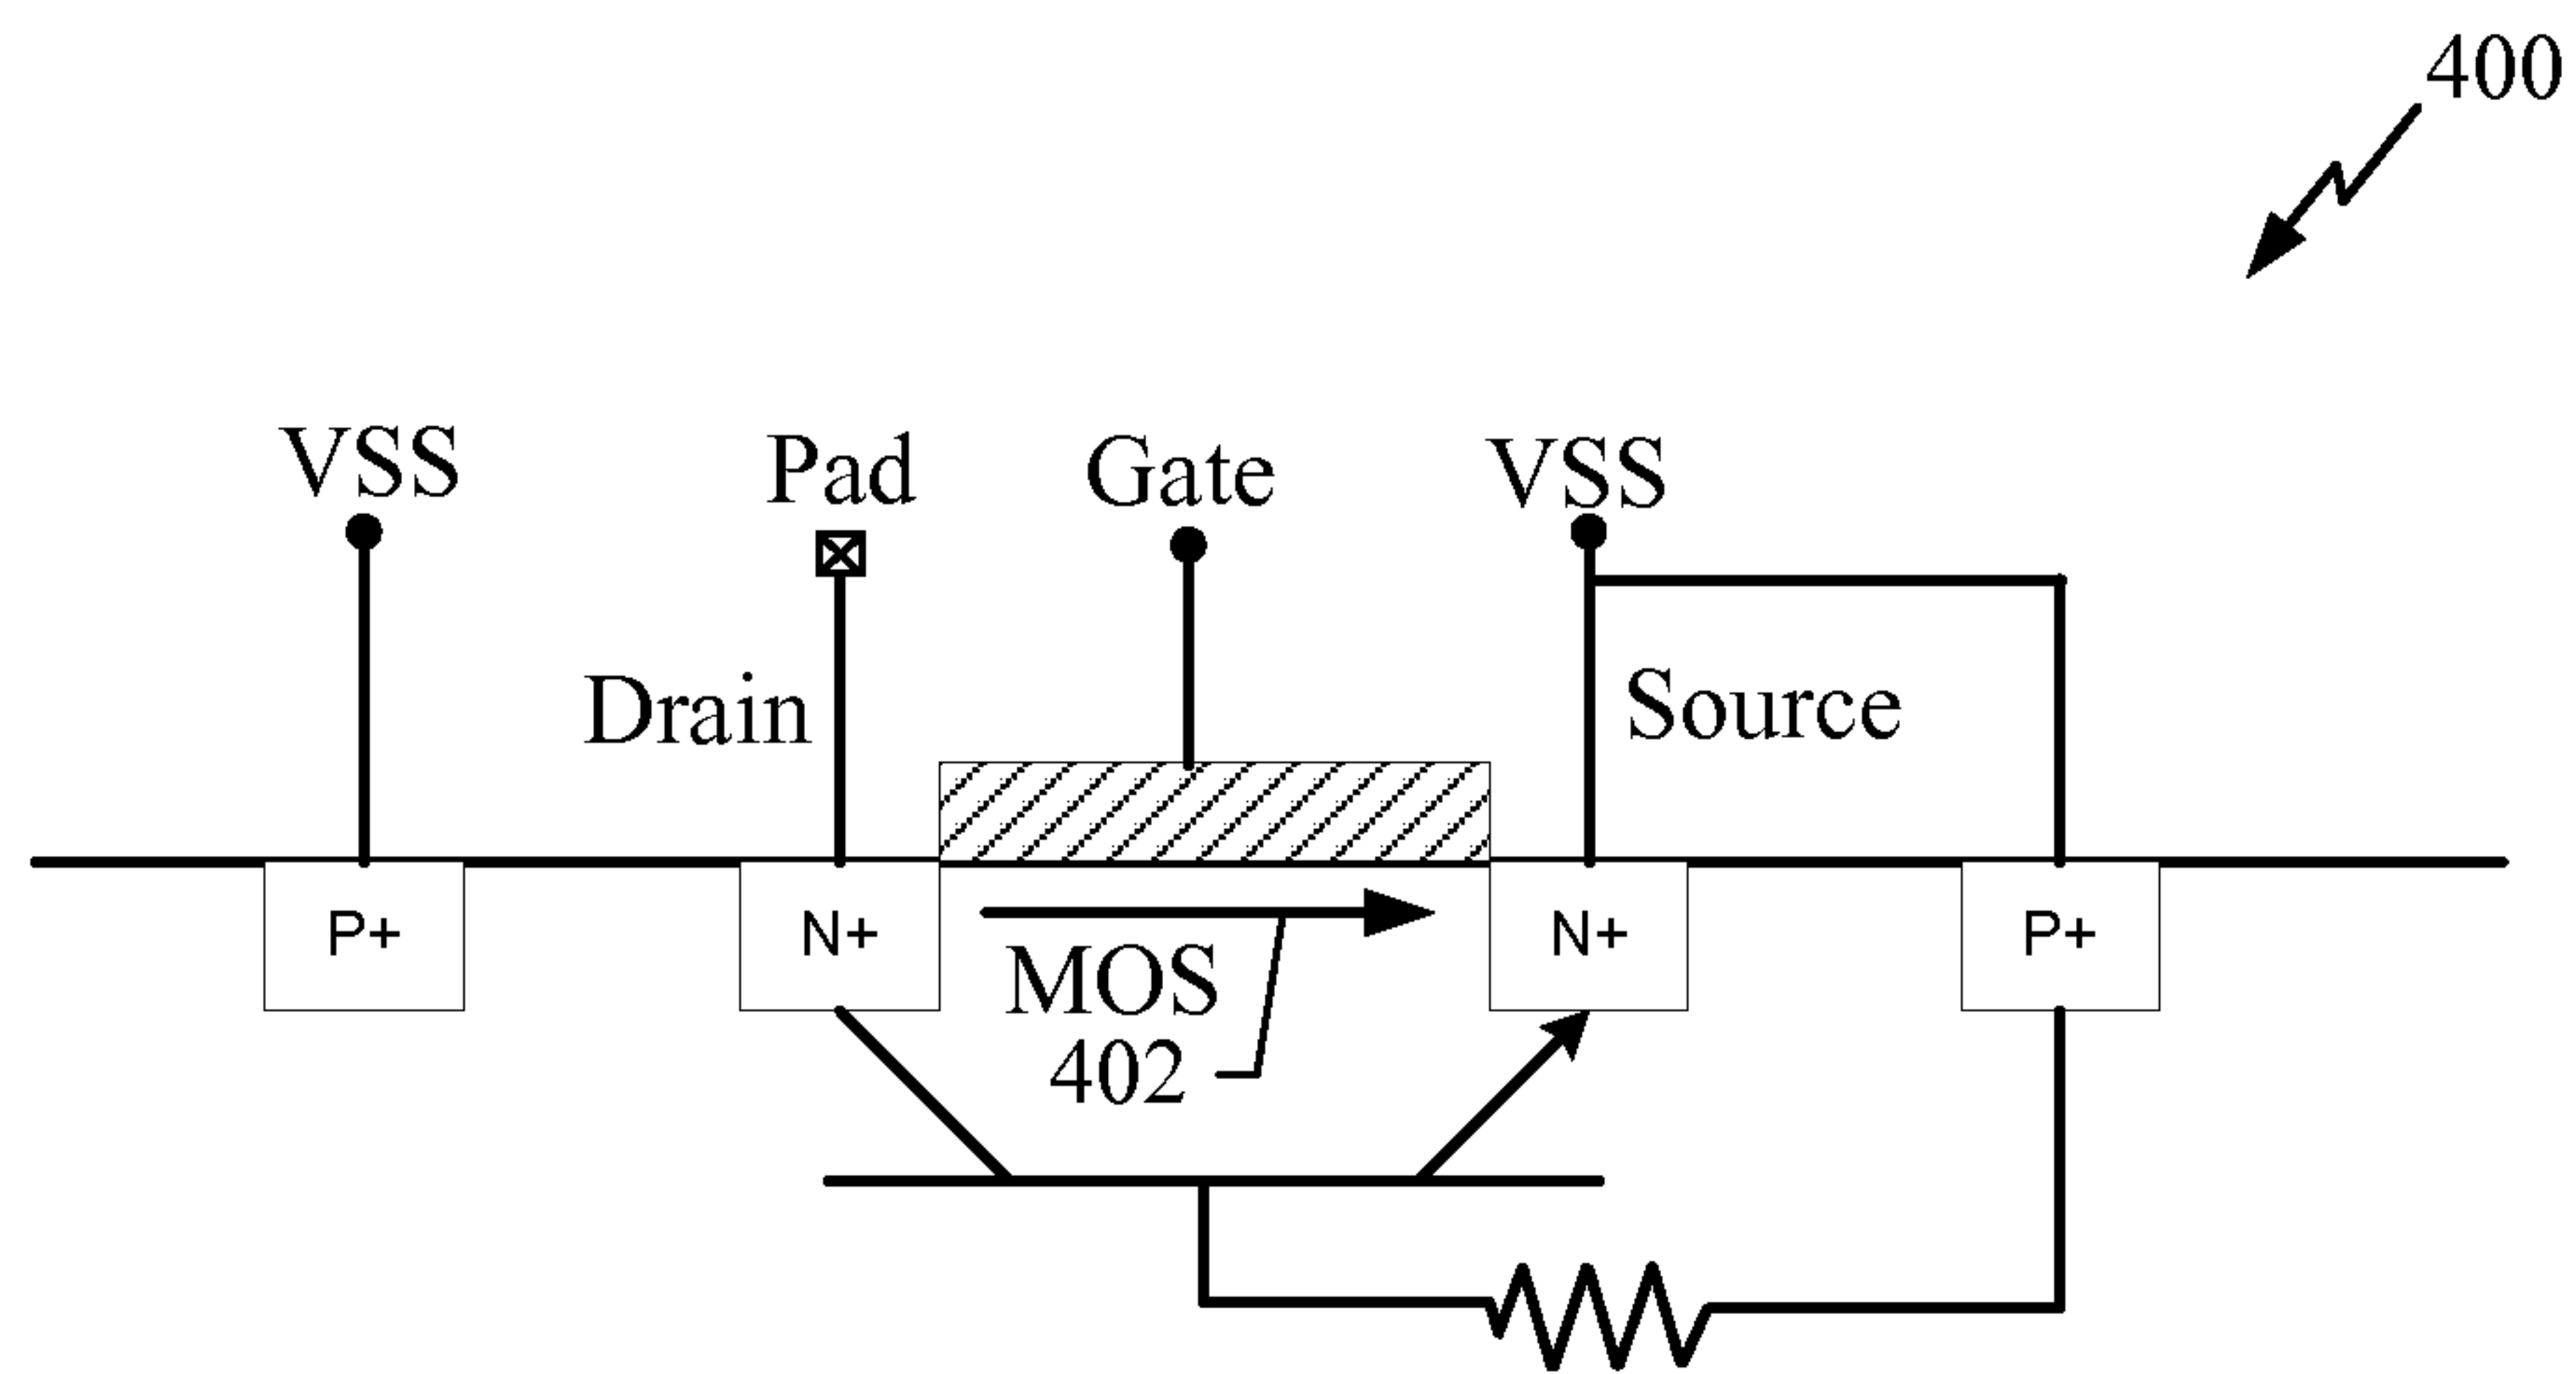 400
VSS
Pad
Gate
VSS
Drain
Source
P+
N+
N+
P+
MOS
402